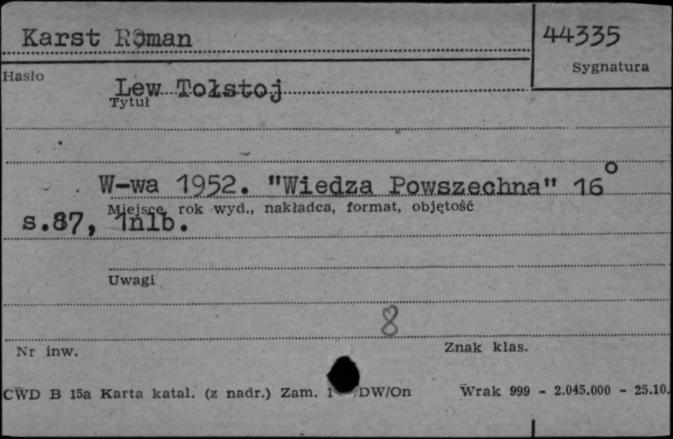 Karst Roman
44335
Hasło
Sygnatura
Lew Tołstoj
Tytuł
W-wa 1952. "Wiedza Powszechna" 16°
Miejsce, rok wyd., nakładca, format, objętość
s.87, 1nlb.
Uwagi
8
Nr inw.
Znak klas.
CWD B 15a Karta katal. (z nadr.) Zam. 1 /DW/On Wrak 999 - 2.045.000 - 25.10.